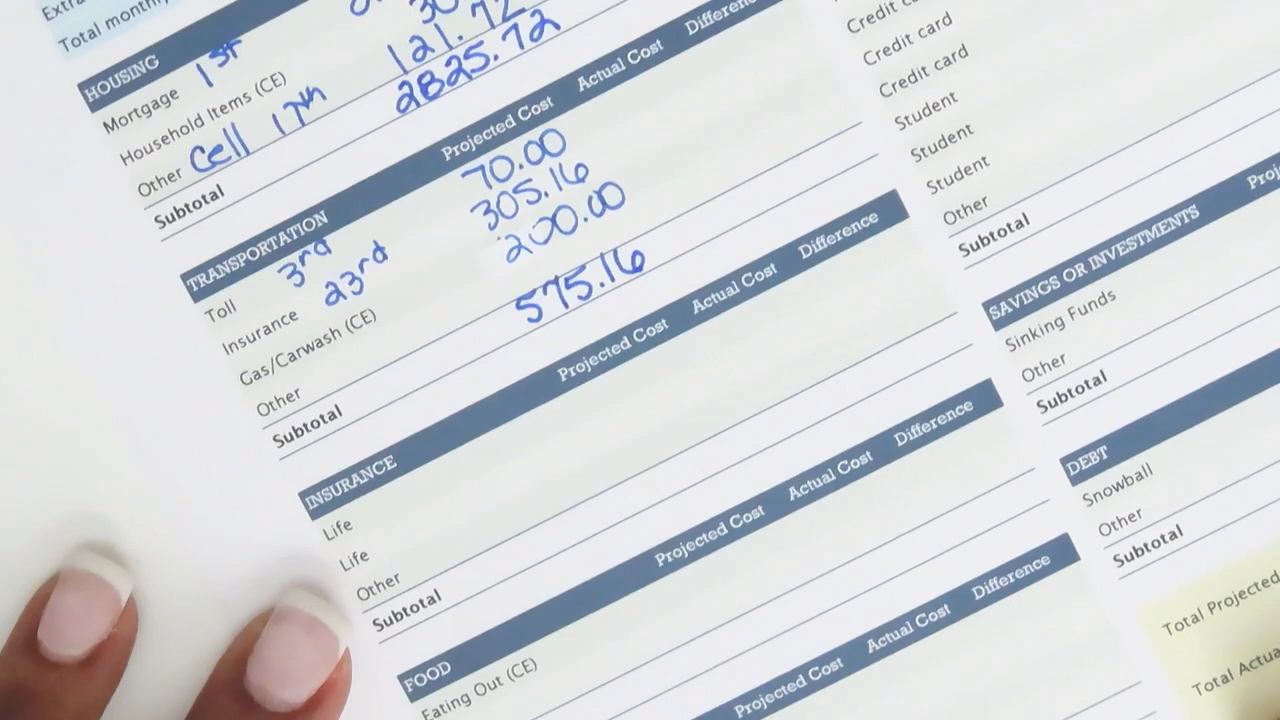 Total monthly
HOUSING
Mortgage 1st
Household Items (CE) 30
Other Cell 17th 121.72
Subtotal 2825.72
TRANSPORTATION Projected Cost Actual Cost Difference
Toll 3rd 70.00
Insurance 23rd 305.16
Gas/Carwash (CE) 200.00
Other
Subtotal 575.16
INSURANCE Projected Cost Actual Cost Difference
Life
Life
Other
Subtotal
FOOD Projected Cost Actual Cost Difference
Eating Out (CE)
Projected Cost Actual Cost Difference
Credit card
Credit card
Credit card
Student
Student
Student
Other
Subtotal
SAVINGS OR INVESTMENTS
Sinking Funds
Other
Subtotal
DEBT
Snowball
Other
Subtotal
Total Projected
Total